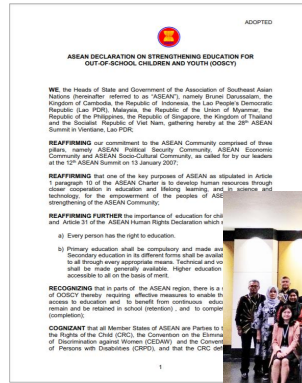 ADOPTED
ASEAN DECLARATION ON STRENGTHENING EDUCATION FOR
OUT-OF-SCHOOL CHILDREN AND YOUTH (OOSCY)
WE, the Heads of State and Government of the Association of Southeast Asian
Nations (hereinafter referred to as "ASEAN"), namely Brunei Darussalam, the
Kingdom of Cambodia, the Republic of Indonesia, the Lao People's Democratic
Republic (Lao PDR), Malaysia, the Republic of the Union of Myanmar, the
Republic of the Philippines, the Republic of Singapore, the Kingdom of Thailand
and the Socialist Republic of Viet Nam, gathering hereby at the 28th ASEAN
Summit in Vientiane, Lao PDR;
REAFFIRMING our commitment to the ASEAN Community comprised of three
pillars, namely ASEAN Political Security Community, ASEAN Economic
Community and ASEAN Socio-Cultural Community, as called for by our leaders
at the 12th ASEAN Summit on 13 January 2007;
REAFFIRMING that one of the key purposes of ASEAN as stipulated in Article
1 paragraph 10 of the ASEAN Charter is to develop human resources through
closer cooperation in education and lifelong learning, and in science and
technology, for the empowerment of the peoples of
strengthening of the ASEAN Community;
REAFFIRMING FURTHER the importance of education for
and Article 31 of the ASEAN Human Rights Declaration which
a) Every person has the right to education.
b) Primary education shall be compulsory and made
Secondary education in its different forms shall be
to all through every appropriate means. Technical and
shall be made generally available. Higher education
accessible to all on the basis of merit.
RECOGNIZING that in parts of the ASEAN region, there is a
of OOSCY thereby requiring effective measures to enable
access to education and to benefit from continuous
remain and be retained in school (retention) , and to
(completion);
COGNIZANT that all Member States of ASEAN are Parties to
the Rights of the Child (CRC), the Convention on the
of Discrimination against Women (CEDAW) and the
of Persons with Disabilities (CRPD), and that the CRC
1